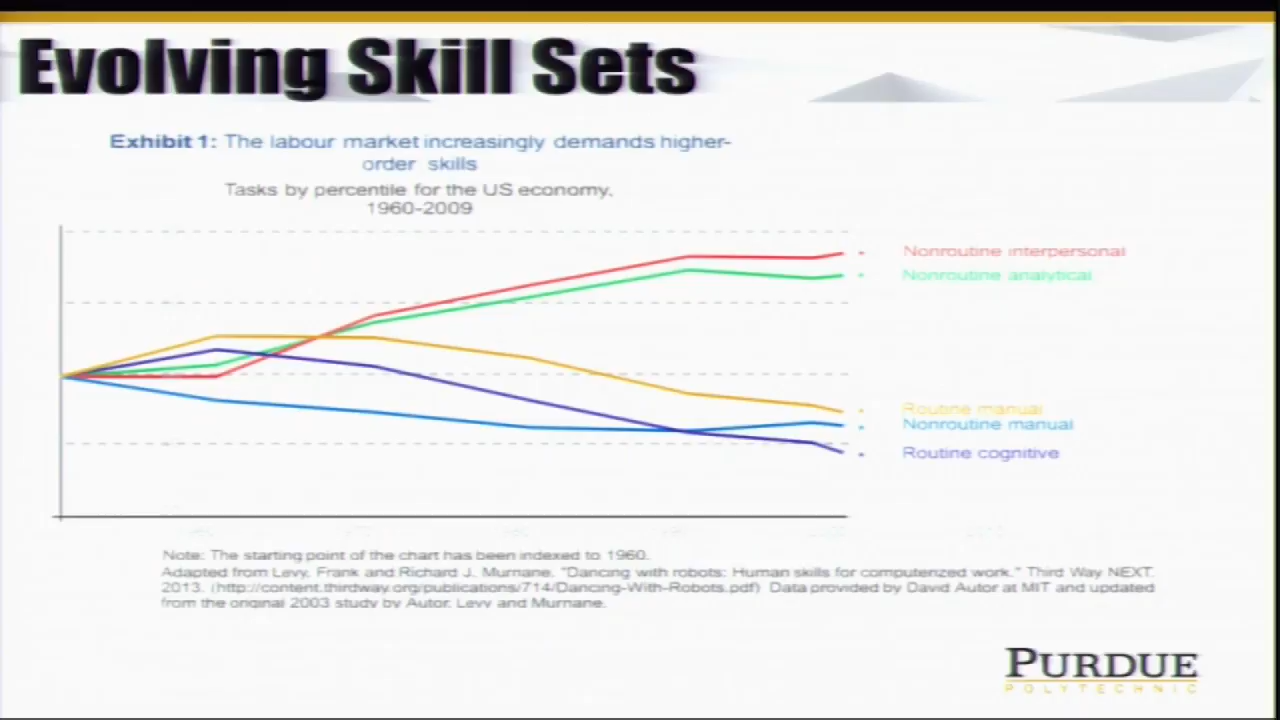 Evolving Skill Sets
Exhibit 1: The labour market increasingly demands higher-
order skills
Tasks by percentile for the US economy,
1960-2009
Nonroutine interpersonal
Nonroutine analytical
Routine manual
Nonroutine manual
Routine cognitive
Note: The starting point of the chart has been indexed to 1960.
Adapted from Levy, Frank and Richard J. Murnane. "Dancing with robots: Human skills for computerized work." Third Way NEXT.
2013. (http://content.thirdway.org/publications/714/Dancing-With-Robots.pdf) Data provided by David Autor at MIT and updated
from the original 2003 study by Autor, Levy and Murnane.
PURDUE
POLYTECHNIC